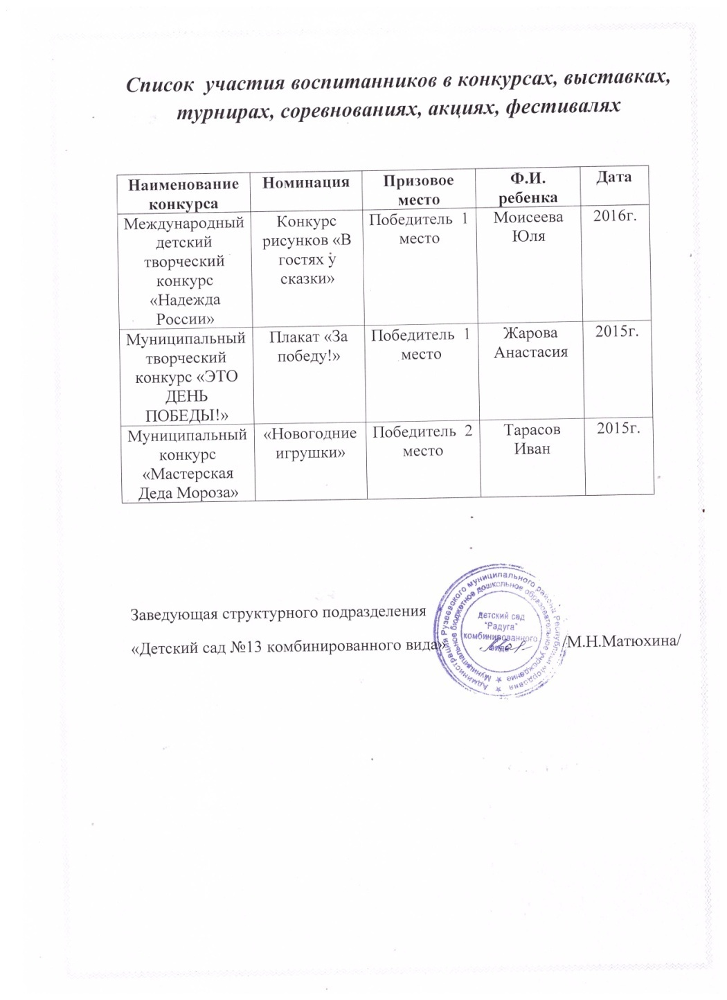 Список участия воспитанников в конкурсах, выставках,
турнирах, соревнованиях, акциях, фестивалях
Наименование конкурса
Номинация
Призовое место
Ф.И. ребенка
Дата
Международный
детский
творческий
конкурс
«Надежда
России»
Конкурс
рисунков «В
гостях у
сказки»
Победитель 1
место
Моисеева
Юля
2016г.
Муниципальный
творческий
конкурс «ЭТО
ДЕНЬ
ПОБЕДЫ!»
Плакат «За
победу!»
Победитель 1
место
Жарова
Анастасия
2015г.
Муниципальный
конкурс
«Мастерская
Деда Мороза»
«Новогодние
игрушки»
Победитель 2
место
Тарасов
Иван
2015г.
Заведующая структурного подразделения
«Детский сад №13 комбинированного вида»
/М.Н.Матюхина/
Администрация Рузаевского муниципального района Республики Мордовия
Муниципальное бюджетное дошкольное образовательное учреждение
детский сад
"Радуга"
комбинированного
вида